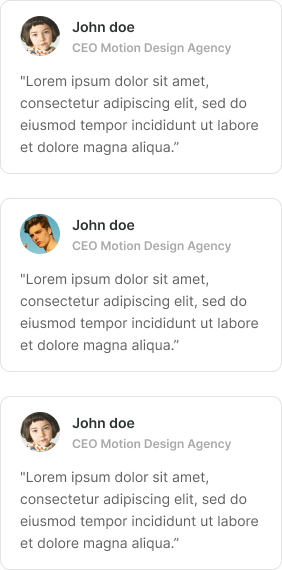 John doe
CEO Motion Design Agency
"Lorem ipsum dolor sit amet,
consectetur adipiscing elit, sed do
eiusmod tempor incididunt ut labore
et dolore magna aliqua.”
John doe
CEO Motion Design Agency
"Lorem ipsum dolor sit amet,
consectetur adipiscing elit, sed do
eiusmod tempor incididunt ut labore
et dolore magna aliqua.”
John doe
CEO Motion Design Agency
"Lorem ipsum dolor sit amet,
consectetur adipiscing elit, sed do
eiusmod tempor incididunt ut labore
et dolore magna aliqua.”